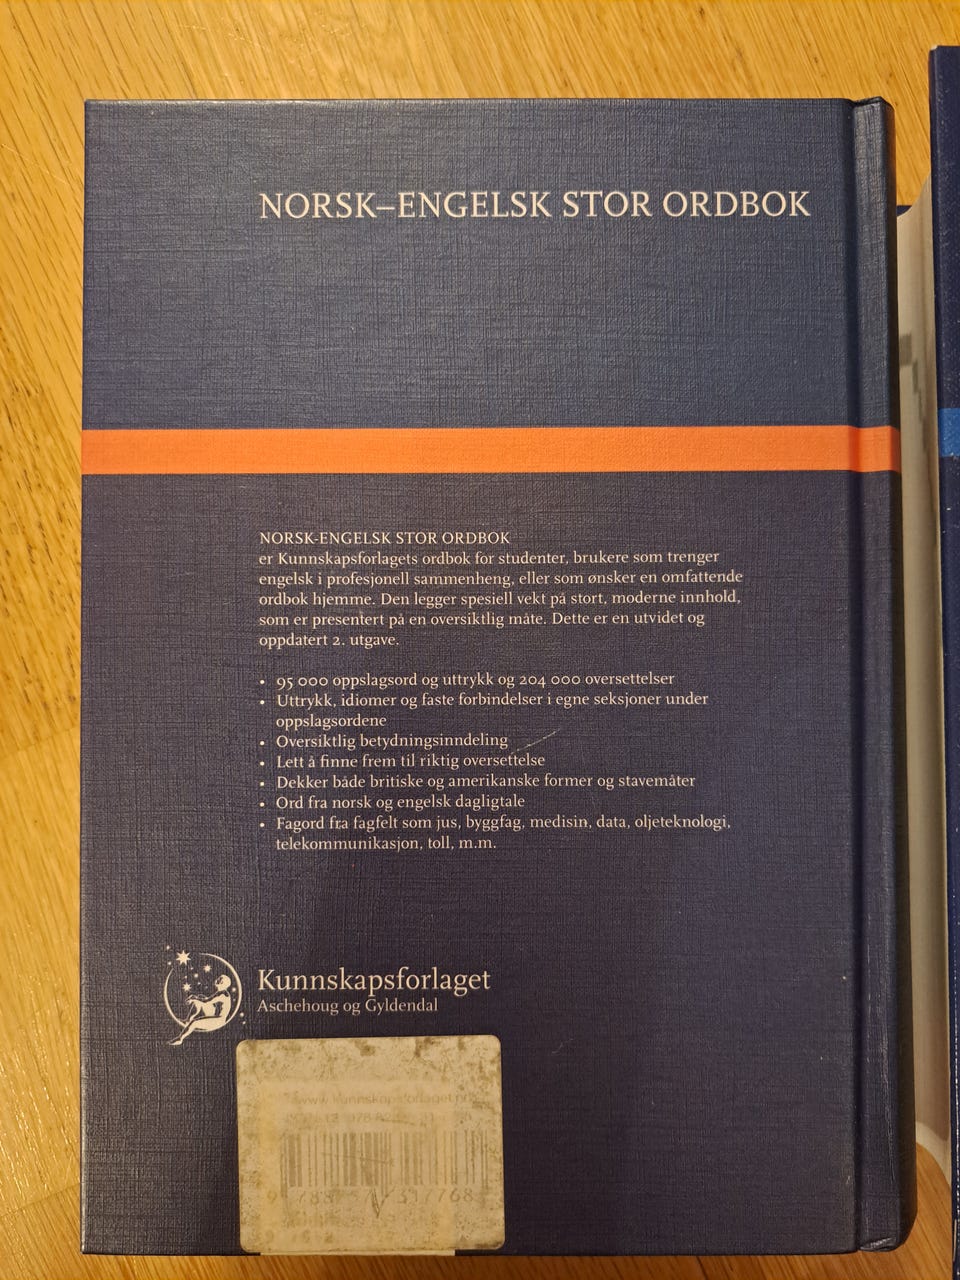 NORSK–ENGELSK STOR ORDBOK
NORSK-ENGELSK STOR ORDBOK
er Kunnskapsforlagets ordbok for studenter, brukere som trenger
engelsk i profesjonell sammenheng, eller som ønsker en omfattende
ordbok hjemme. Den legger spesiell vekt på stort, moderne innhold,
som er presentert på en oversiktlig måte. Dette er en utvidet og
oppdatert 2. utgave.
• 95 000 oppslagsord og uttrykk og 204 000 oversettelser
• Uttrykk, idiomer og faste forbindelser i egne seksjoner under
oppslagsordene
• Oversiktlig betydningsinndeling
• Lett å finne frem til riktig oversettelse
• Dekker både britiske og amerikanske former og stavemåter
• Ord fra norsk og engelsk dagligtale
• Fagord fra fagfelt som jus, byggfag, medisin, data, oljeteknologi,
telekommunikasjon, toll, m.m.
Kunnskapsforlaget
Aschehoug og Gyldendal
www.kunnskapsforlaget.no